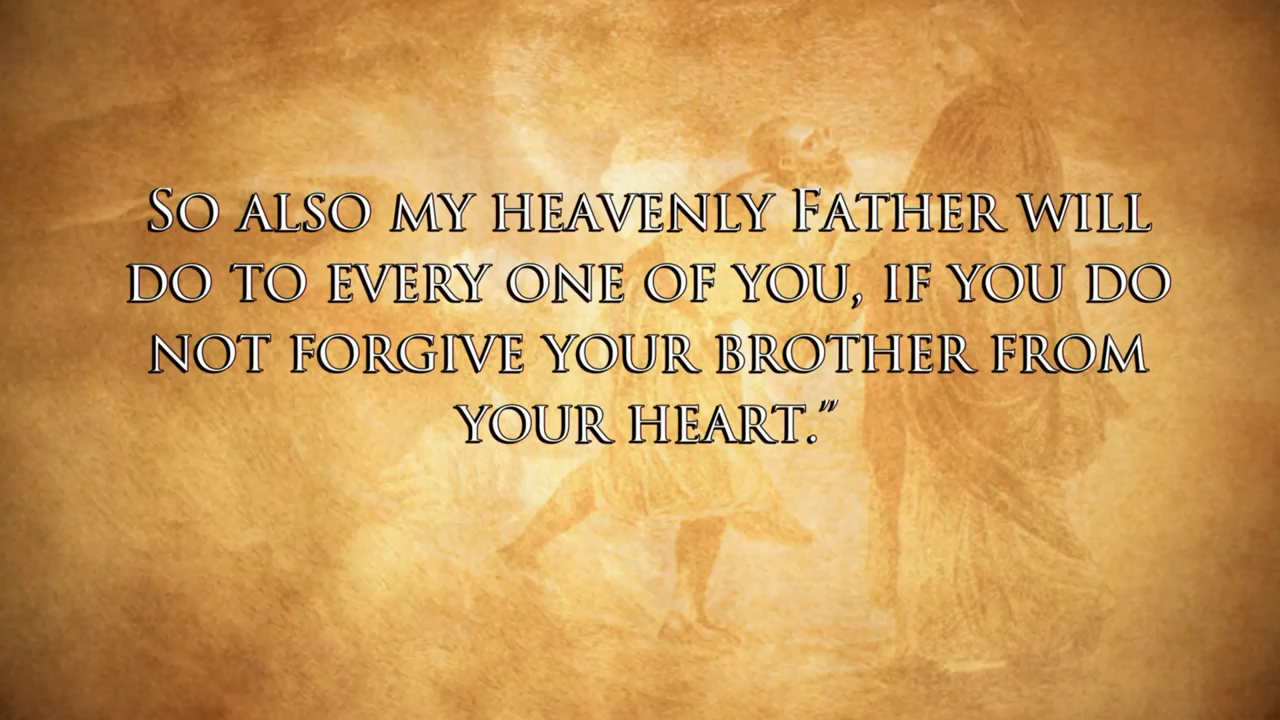 So also my heavenly Father will
do to every one of you, if you do
not forgive your brother from
your heart.’”